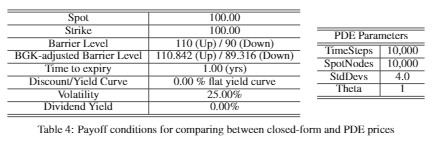 Spot 100.00
Strike 100.00
Barrier Level 110 (Up) / 90 (Down)
BGK-adjusted Barrier Level 110.842 (Up) / 89.316 (Down)
Time to expiry 1.00 (yrs)
Discount/Yield Curve 0.00 % flat yield curve
Volatility 25.00%
Dividend Yield 0.00%
PDE Parameters
TimeSteps 10,000
SpotNodes 10,000
StdDevs 4.0
Theta 1
Table 4: Payoff conditions for comparing between closed-form and PDE prices